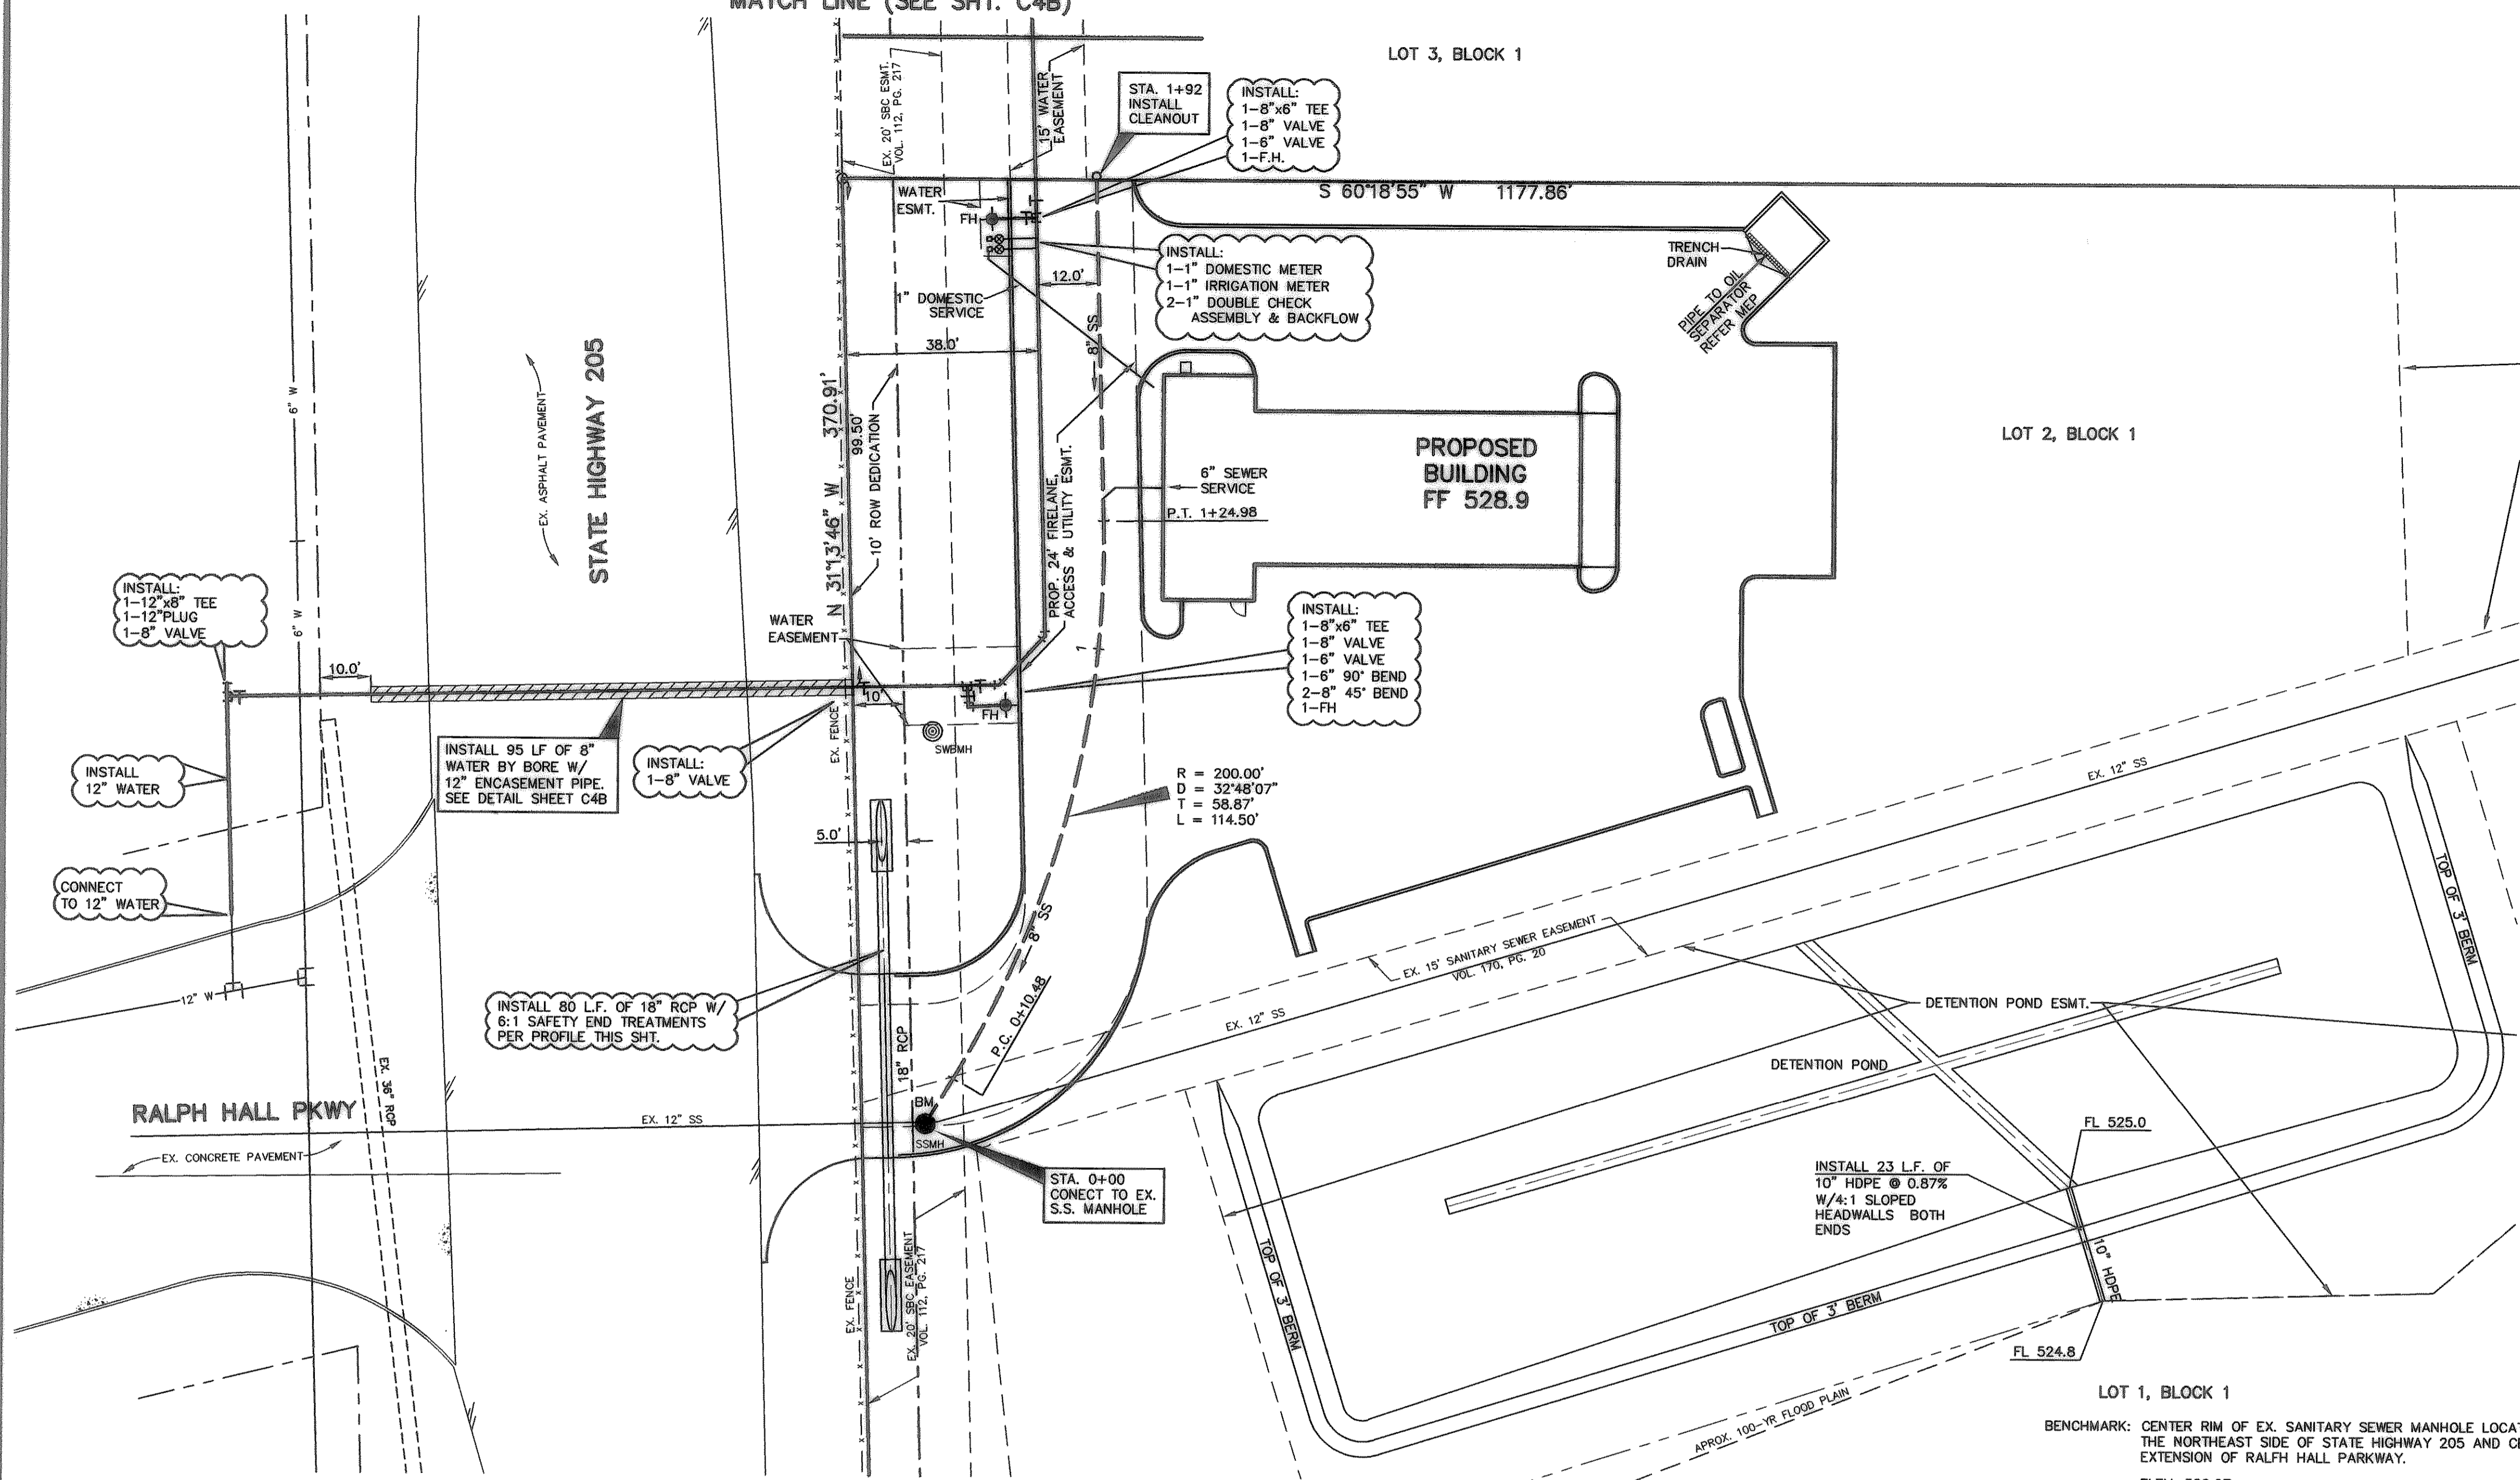 MATCH LINE (SEE SHT. C4B)
LOT 3, BLOCK 1
EX. 20' SBC ESMT.
VOL. 112, PG. 217
15' WATER
EASEMENT
STA. 1+92
INSTALL
CLEANOUT
INSTALL:
1-8"x6" TEE
1-8" VALVE
1-6" VALVE
1-F.H.
S 60°18'55" W 1177.86'
WATER
ESMT.
FH
INSTALL:
1-1" DOMESTIC METER
1-1" IRRIGATION METER
2-1" DOUBLE CHECK
ASSEMBLY & BACKFLOW
TRENCH
DRAIN
PIPE TO OIL
SEPARATOR
REFER MEP
12.0'
1" DOMESTIC
SERVICE
8" SS
38.0'
6" W
EX. ASPHALT PAVEMENT
STATE HIGHWAY 205
N 31°13'46" W 370.91'
99.50'
10' ROW DEDICATION
PROP. 24' FIRELANE,
ACCESS & UTILITY ESMT.
6" SEWER
SERVICE
P.T. 1+24.98
PROPOSED
BUILDING
FF 528.9
LOT 2, BLOCK 1
INSTALL:
1-12"x8" TEE
1-12"PLUG
1-8" VALVE
6" W
10.0'
WATER
EASEMENT
10'
INSTALL:
1-8"x6" TEE
1-8" VALVE
1-6" VALVE
1-6" 90° BEND
2-8" 45° BEND
1-FH
FH
SWBMH
EX. FENCE
INSTALL 95 LF OF 8"
WATER BY BORE W/
12" ENCASEMENT PIPE.
SEE DETAIL SHEET C4B
INSTALL:
1-8" VALVE
INSTALL
12" WATER
R = 200.00'
D = 32°48'07"
T = 58.87'
L = 114.50'
EX. 12" SS
5.0'
CONNECT
TO 12" WATER
8" SS
TOP OF 3' BERM
EX. 15' SANITARY SEWER EASEMENT
VOL. 170, PG. 20
12" W
INSTALL 80 L.F. OF 18" RCP W/
6:1 SAFETY END TREATMENTS
PER PROFILE THIS SHT.
P.C. 0+10.48
EX. 12" SS
DETENTION POND ESMT.
18" RCP
EX. 36" RCP
DETENTION POND
RALPH HALL PKWY
EX. 12" SS
BM
SSMH
EX. CONCRETE PAVEMENT
FL 525.0
STA. 0+00
CONECT TO EX.
S.S. MANHOLE
INSTALL 23 L.F. OF
10" HDPE @ 0.87%
W/4:1 SLOPED
HEADWALLS BOTH
ENDS
10" HDPE
EX. FENCE
EX. 20' SBC EASEMENT
VOL. 112, PG. 217
TOP OF 3' BERM
TOP OF 3' BERM
FL 524.8
APROX. 100-YR FLOOD PLAIN
LOT 1, BLOCK 1
BENCHMARK: CENTER RIM OF EX. SANITARY SEWER MANHOLE LOCAT
THE NORTHEAST SIDE OF STATE HIGHWAY 205 AND
EXTENSION OF RALFH HALL PARKWAY.